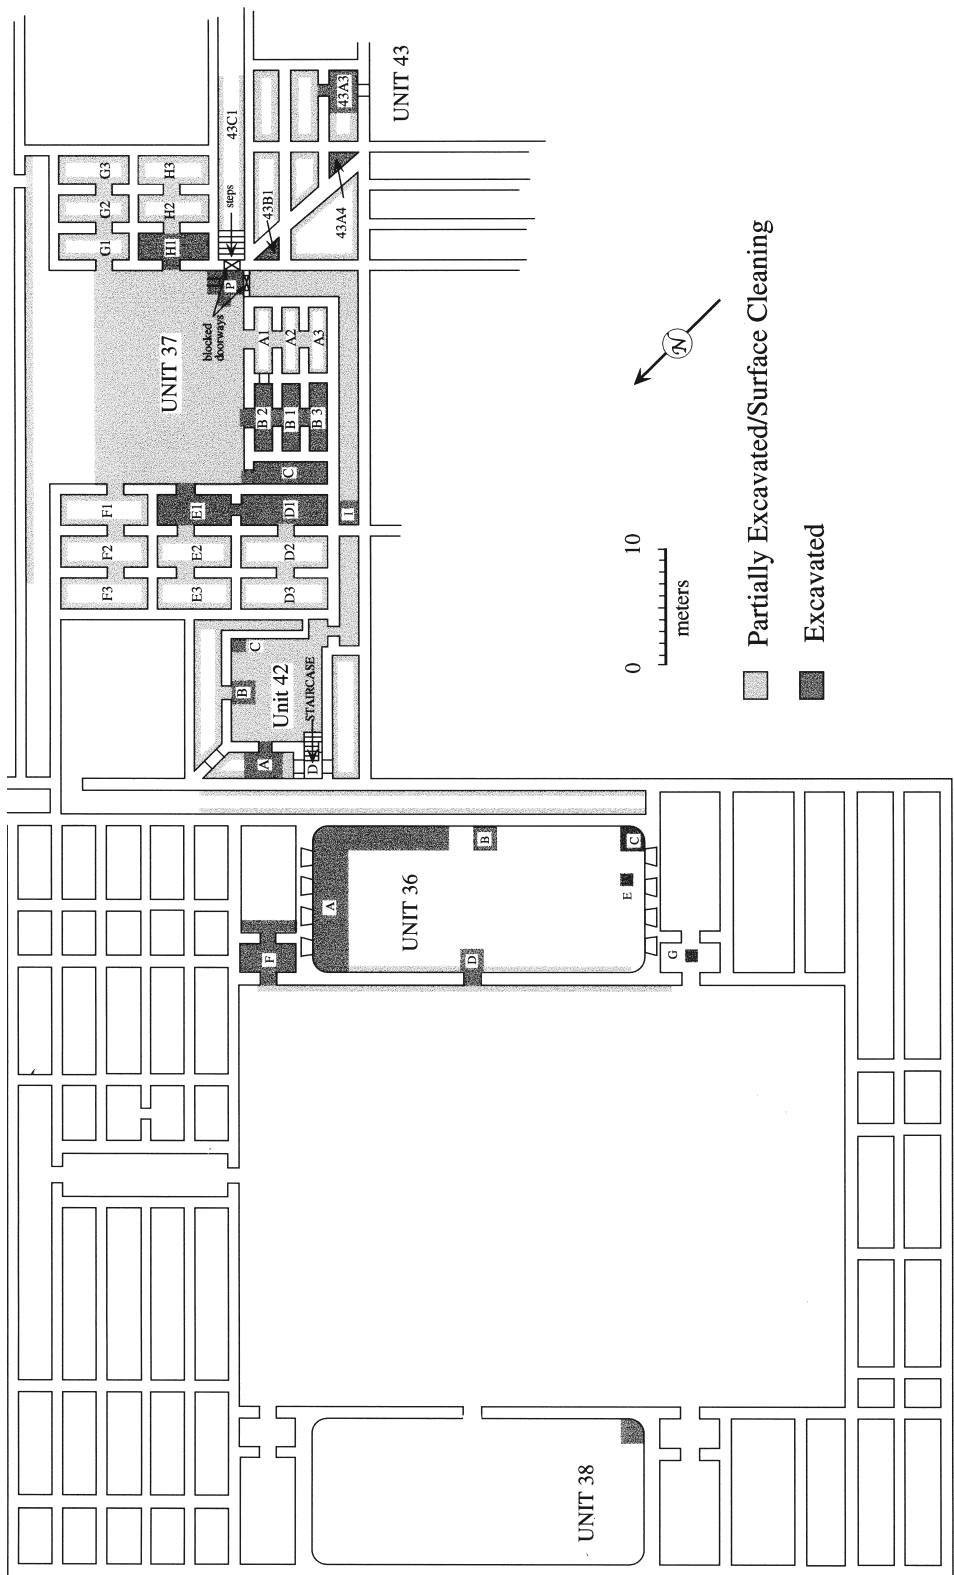 UNIT 43
43A3
43C1
steps
43B1
43A4
G3
G2
G1
H3
H2
H1
P
blocked
doorways
UNIT 37
A1
A2
A3
B 2
B 1
B 3
C
F1
F2
F3
E1
E2
E3
D1
D2
D3
I
C
B
Unit 42
STAIRCASE
A
D
N
10
0
meters
Partially Excavated/Surface Cleaning
Excavated
UNIT 36
A
B
C
E
D
F
G
UNIT 38